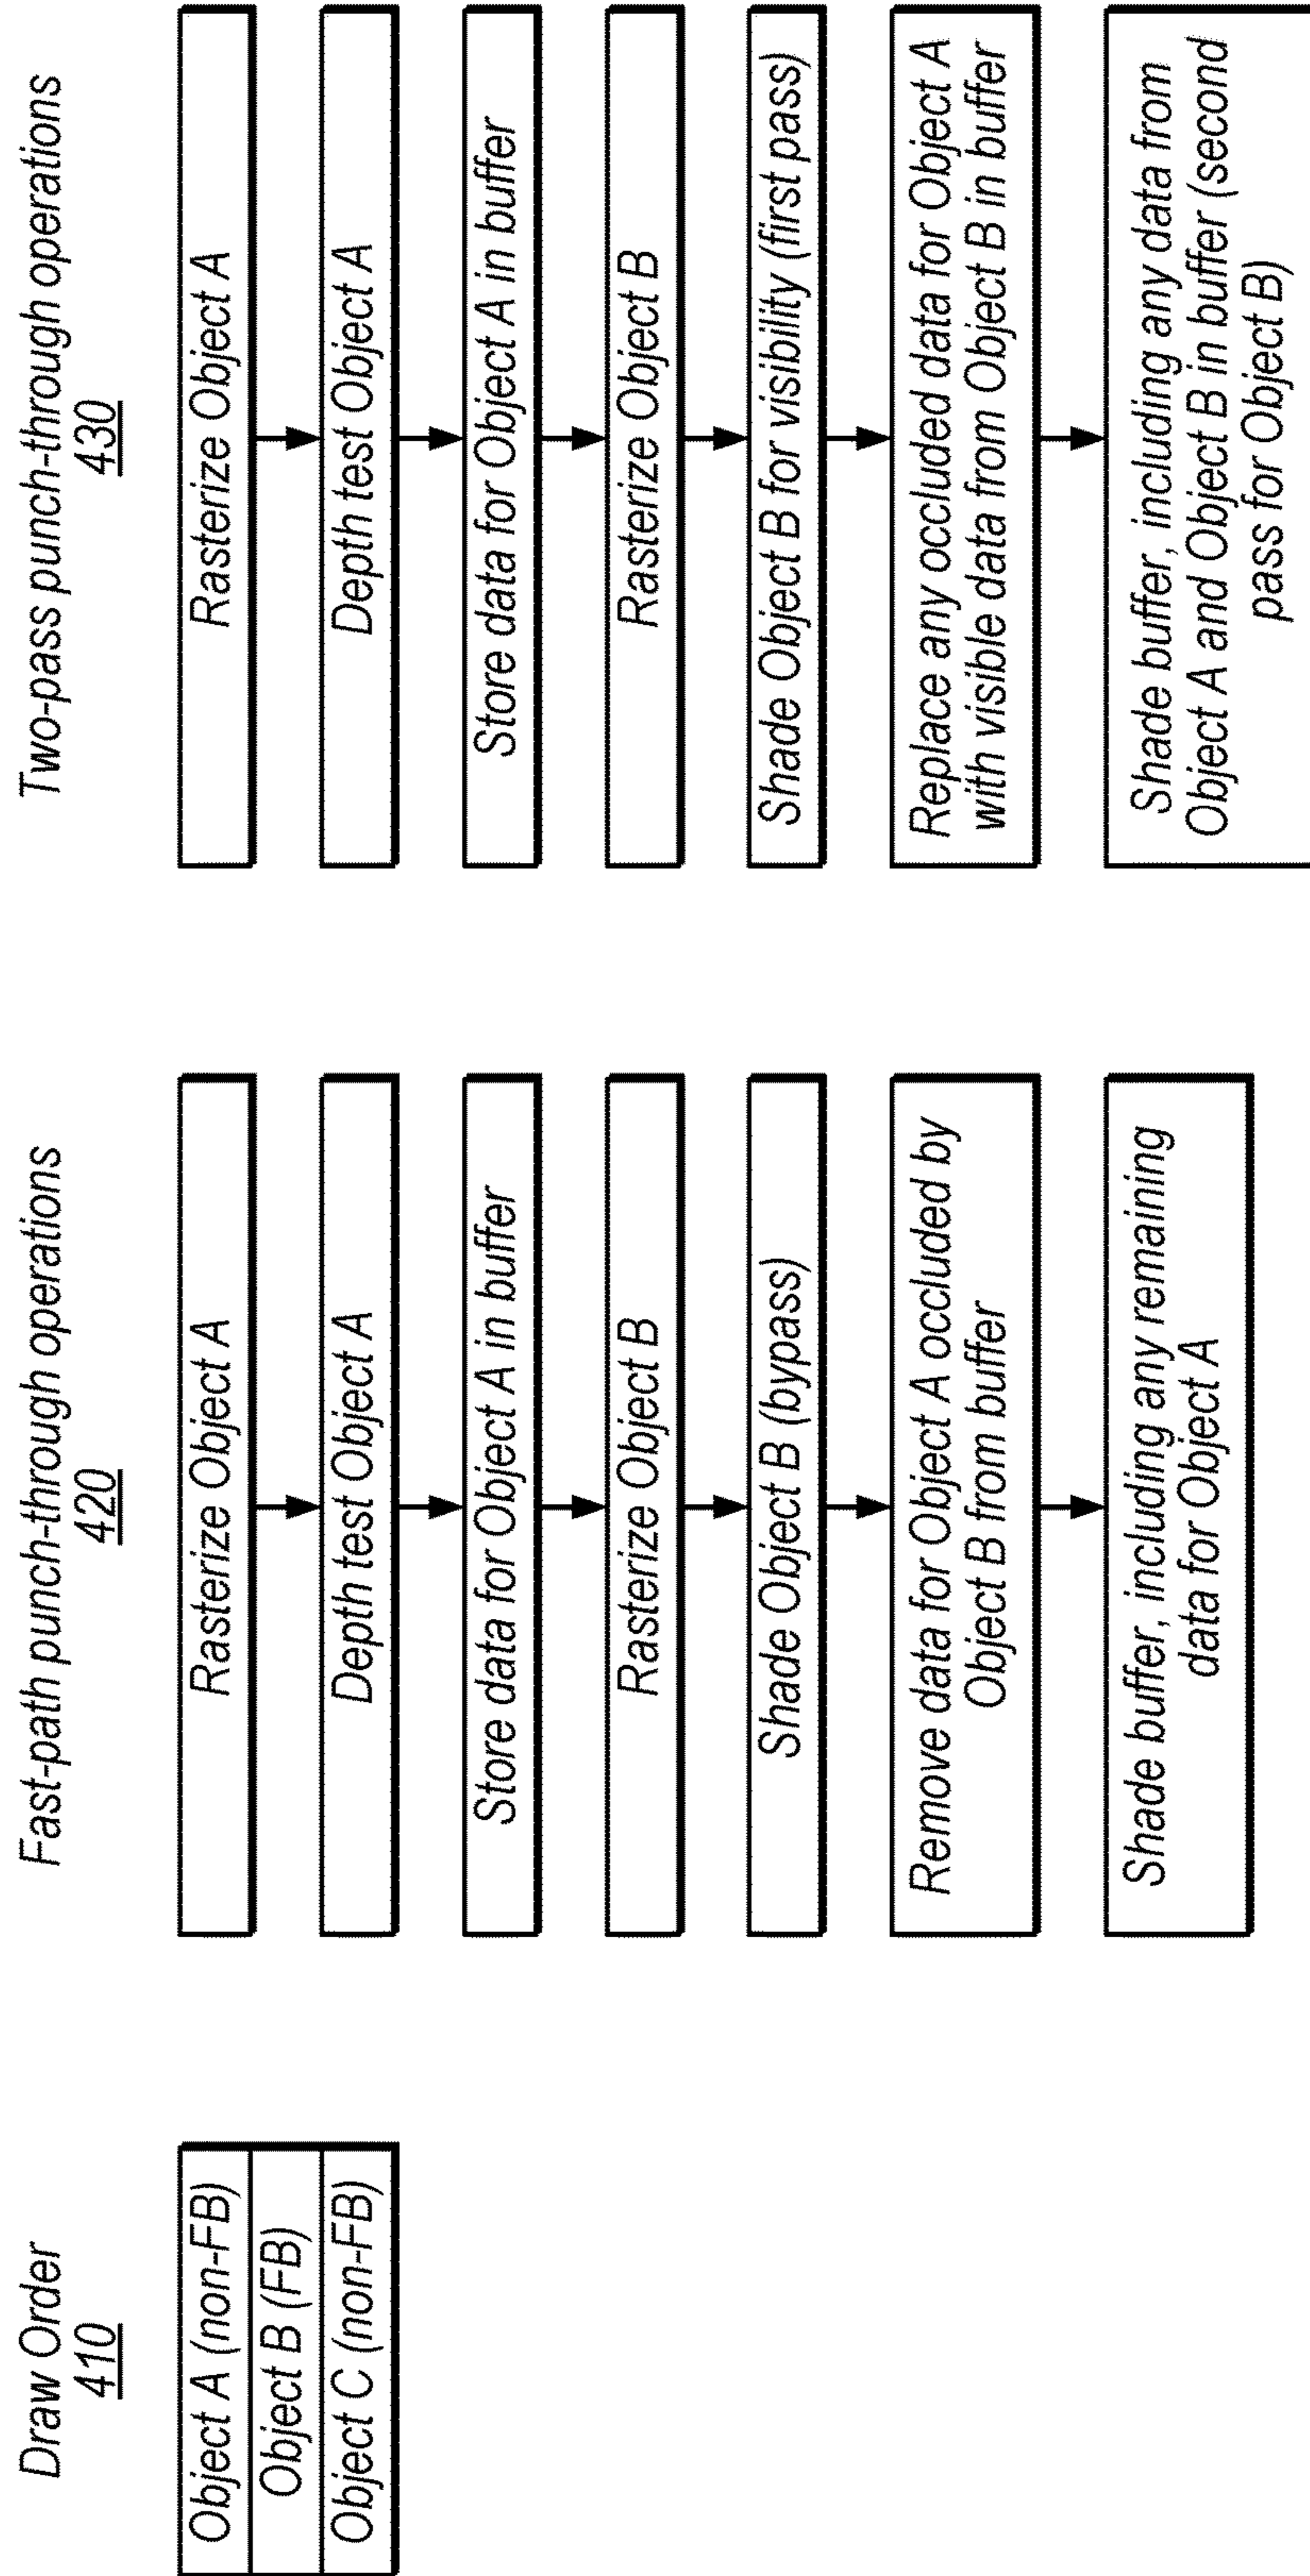 Draw Order
410
Object A (non-FB)
Object B (FB)
Object C (non-FB)
Fast-path punch-through operations
420
Rasterize Object A
Depth test Object A
Store data for Object A in buffer
Rasterize Object B
Shade Object B (bypass)
Remove data for Object A occluded by
Object B from buffer
Shade buffer, including any remaining
data for Object A
Two-pass punch-through operations
430
Rasterize Object A
Depth test Object A
Store data for Object A in buffer
Rasterize Object B
Shade Object B for visibility (first pass)
Replace any occluded data for Object A
with visible data from Object B in buffer
Shade buffer, including any data from
Object A and Object B in buffer (second
pass for Object B)